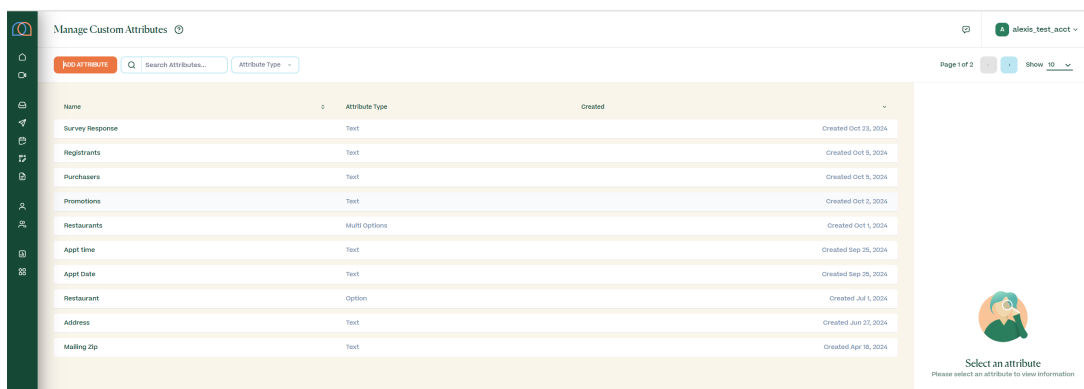 Manage Custom Attributes
A alexis_test_acct
ADD ATTRIBUTE Search Attributes... Attribute Type Page 1 of 2 Show 10
Name Attribute Type Created
Survey Response Text Created Oct 23, 2024
Registrants Text Created Oct 5, 2024
Purchasers Text Created Oct 5, 2024
Promotions Text Created Oct 2, 2024
Restaurants Multi Options Created Oct 1, 2024
Appt time Text Created Sep 25, 2024
Appt Date Text Created Sep 25, 2024
Restaurant Option Created Jul 1, 2024
Address Text Created Jun 27, 2024
Mailing Zip Text Created Apr 18, 2024
Select an attribute
Please select an attribute to view information